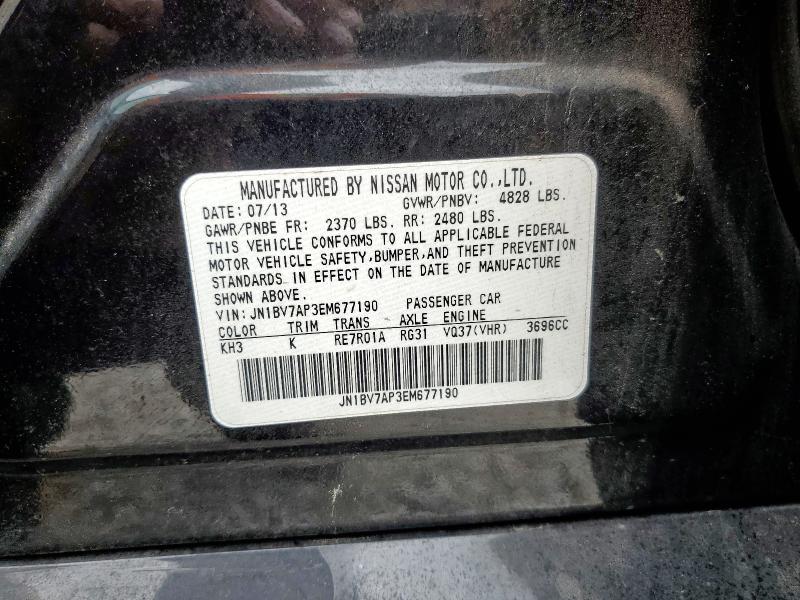 MANUFACTURED BY NISSAN MOTOR CO.,LTD.
DATE: 07/13 GVWR/PNBV: 4828 LBS.
GAWR/PNBE FR: 2370 LBS. RR: 2480 LBS.
THIS VEHICLE CONFORMS TO ALL APPLICABLE FEDERAL
MOTOR VEHICLE SAFETY,BUMPER,AND THEFT PREVENTION
STANDARDS IN EFFECT ON THE DATE OF MANUFACTURE
SHOWN ABOVE.
VIN: JN1BV7AP3EM677190 PASSENGER CAR
COLOR TRIM TRANS AXLE ENGINE
KH3 K RE7R01A RG31 VQ37(VHR) 3696CC
JN1BV7AP3EM677190